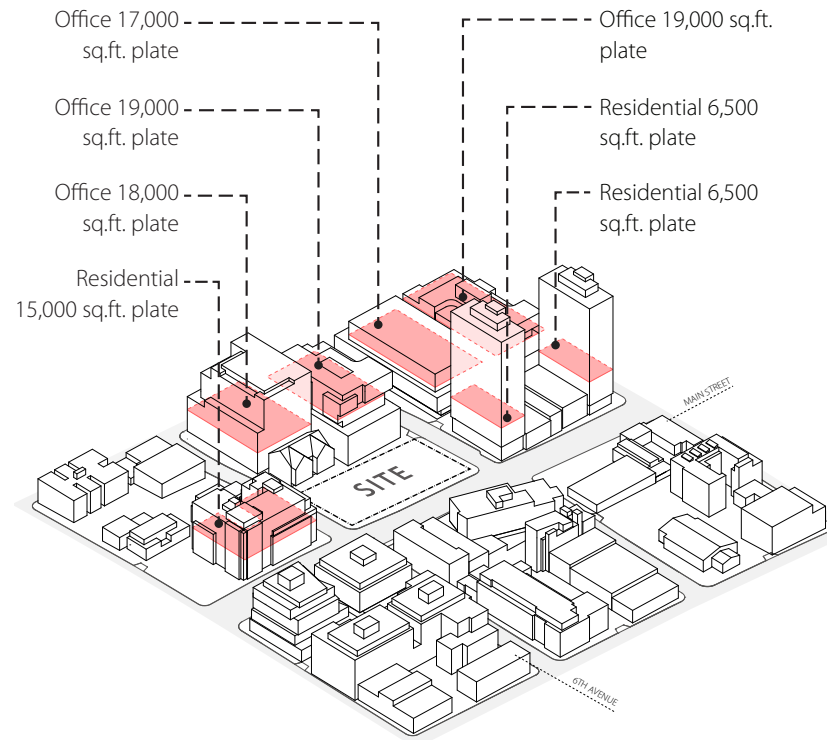 Office 17,000
sq.ft. plate
Office 19,000
sq.ft. plate
Office 18,000
sq.ft. plate
Residential
15,000 sq.ft. plate
Office 19,000 sq.ft.
plate
Residential 6,500
sq.ft. plate
Residential 6,500
sq.ft. plate
MAIN STREET
SITE
6TH AVENUE